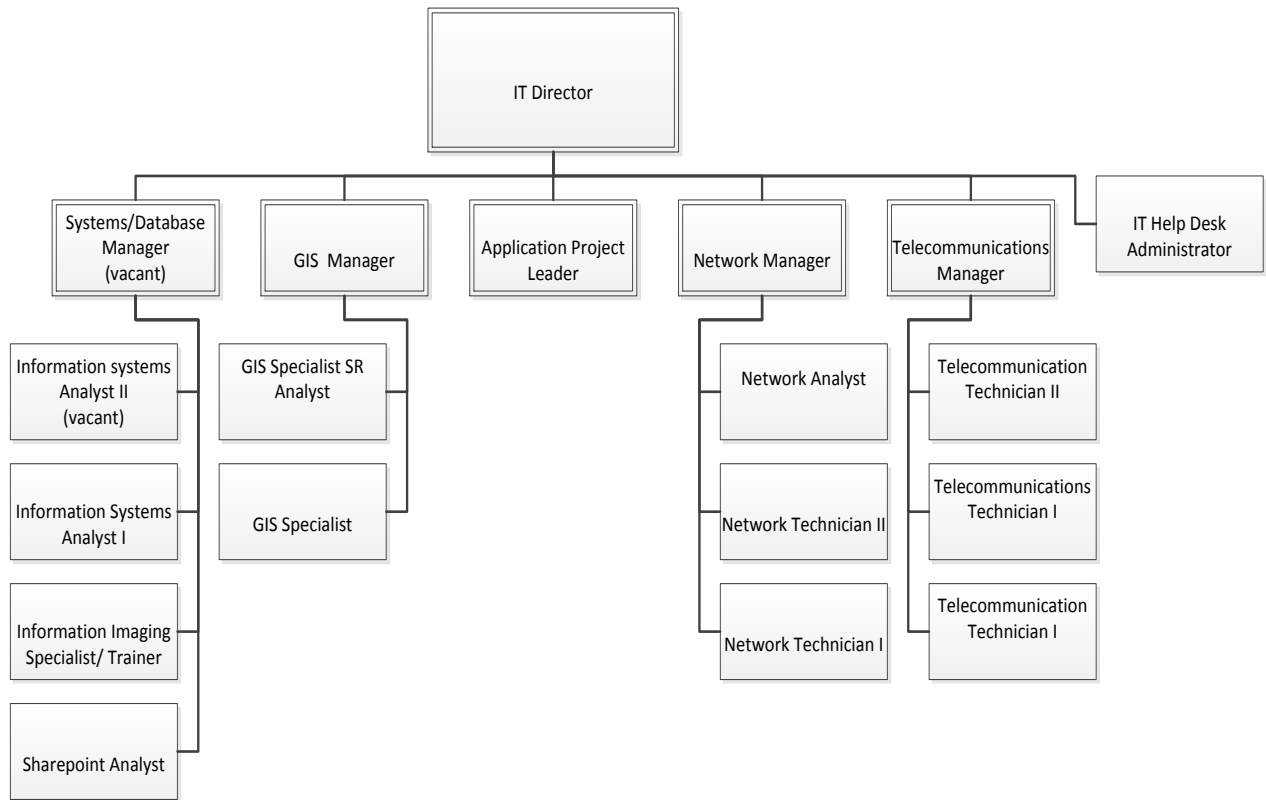 IT Director
Systems/Database
Manager
(vacant)
GIS Manager
Application Project
Leader
Network Manager
Telecommunications
Manager
IT Help Desk
Administrator
Information systems
Analyst II
(vacant)
Information Systems
Analyst I
Information Imaging
Specialist/ Trainer
Sharepoint Analyst
GIS Specialist SR
Analyst
GIS Specialist
Network Analyst
Network Technician II
Network Technician I
Telecommunication
Technician II
Telecommunications
Technician I
Telecommunication
Technician I